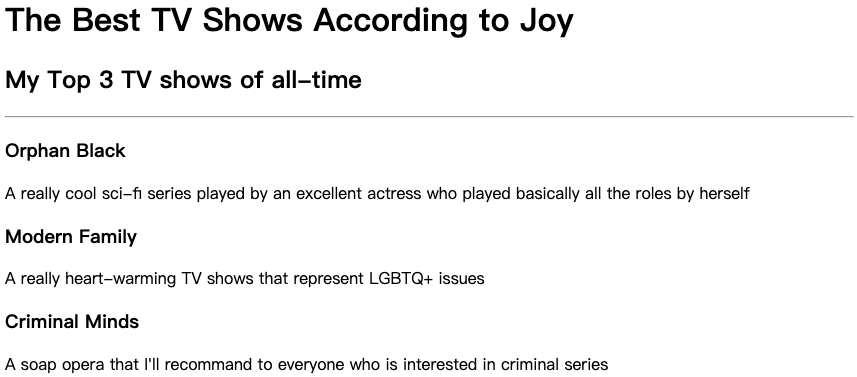 The Best TV Shows According to Joy
My Top 3 TV shows of all-time
Orphan Black
A really cool sci-fi series played by an excellent actress who played basically all the roles by herself
Modern Family
A really heart-warming TV shows that represent LGBTQ+ issues
Criminal Minds
A soap opera that I'll recommand to everyone who is interested in criminal series